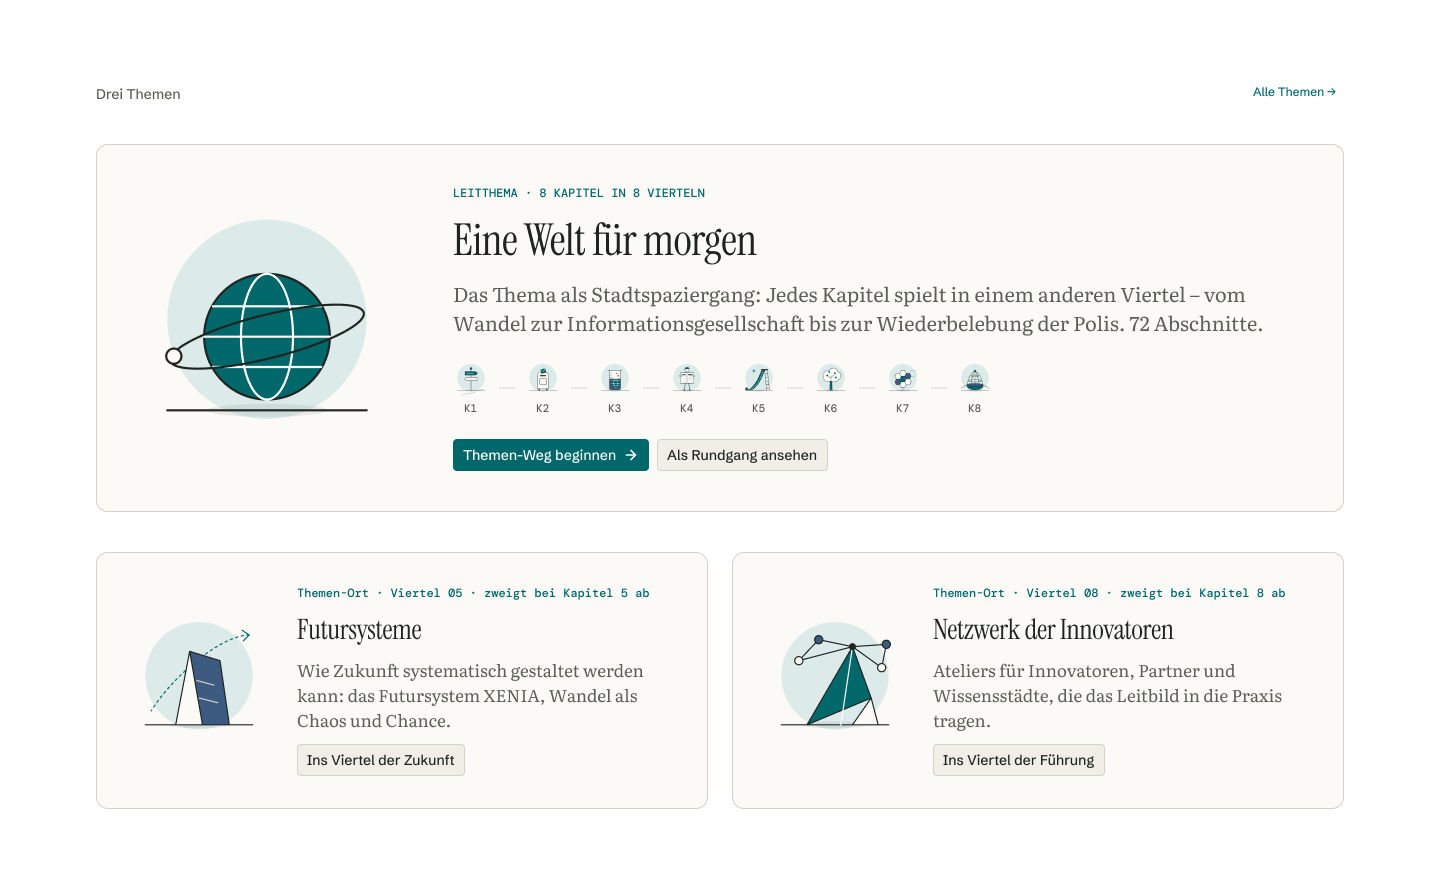 Drei Themen
Alle Themen →
LEITTHEMA · 8 KAPITEL IN 8 VIERTELN
Eine Welt für morgen
Das Thema als Stadtspaziergang: Jedes Kapitel spielt in einem anderen Viertel – vom
Wandel zur Informationsgesellschaft bis zur Wiederbelebung der Polis. 72 Abschnitte.
K1 K2 K3 K4 K5 K6 K7 K8
Themen-Weg beginnen →
Als Rundgang ansehen
Themen-Ort · Viertel 05 · zweigt bei Kapitel 5 ab
Futursysteme
Wie Zukunft systematisch gestaltet werden
kann: das Futursystem XENIA, Wandel als
Chaos und Chance.
Ins Viertel der Zukunft
Themen-Ort · Viertel 08 · zweigt bei Kapitel 8 ab
Netzwerk der Innovatoren
Ateliers für Innovatoren, Partner und
Wissensstädte, die das Leitbild in die Praxis
tragen.
Ins Viertel der Führung